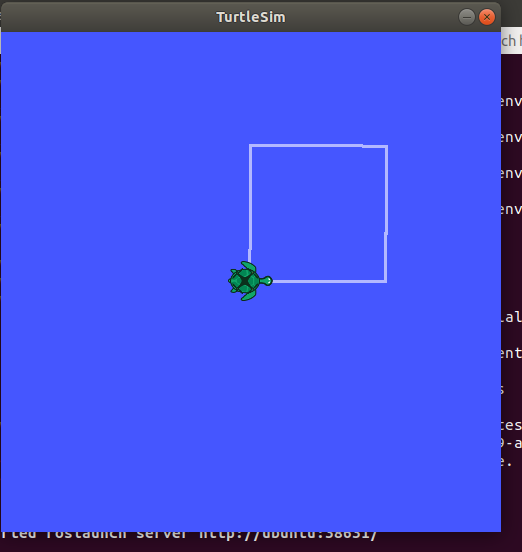 TurtleSim
ch
env
env
env
env
ial
ent
s
tes
9-a
e.
rted roslaunch server http://ubuntu:38631/